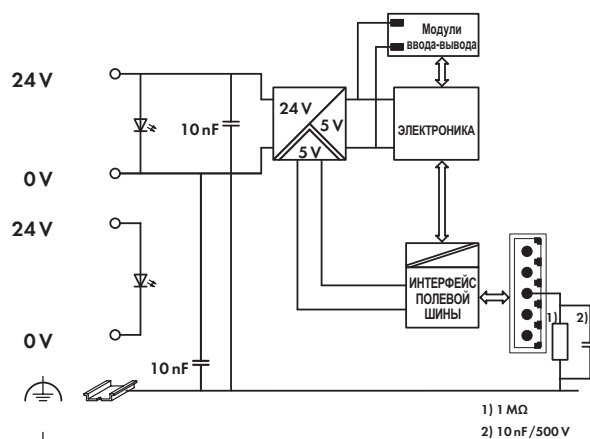 Модули
ввода-вывода
24 V
10 nF
24 V
5 V
5 V
ЭЛЕКТРОНИКА
0 V
24 V
ИНТЕРФЕЙС
ПОЛЕВОЙ
ШИНЫ
1)
2)
0 V
10 nF
1) 1 MΩ
2) 10 nF/500 V